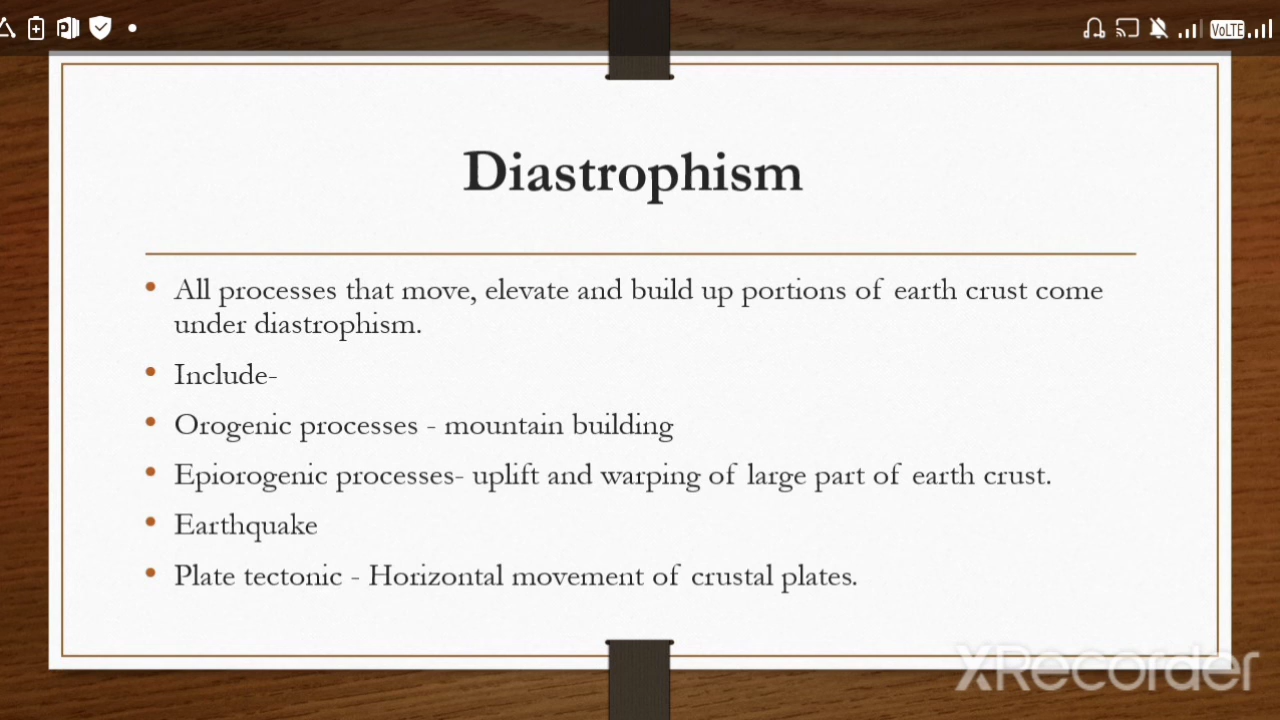 VoLTE
Diastrophism
• All processes that move, elevate and build up portions of earth crust come
under diastrophism.
• Include-
• Orogenic processes - mountain building
• Epiorogenic processes- uplift and warping of large part of earth crust.
• Earthquake
• Plate tectonic - Horizontal movement of crustal plates.
XRecorder